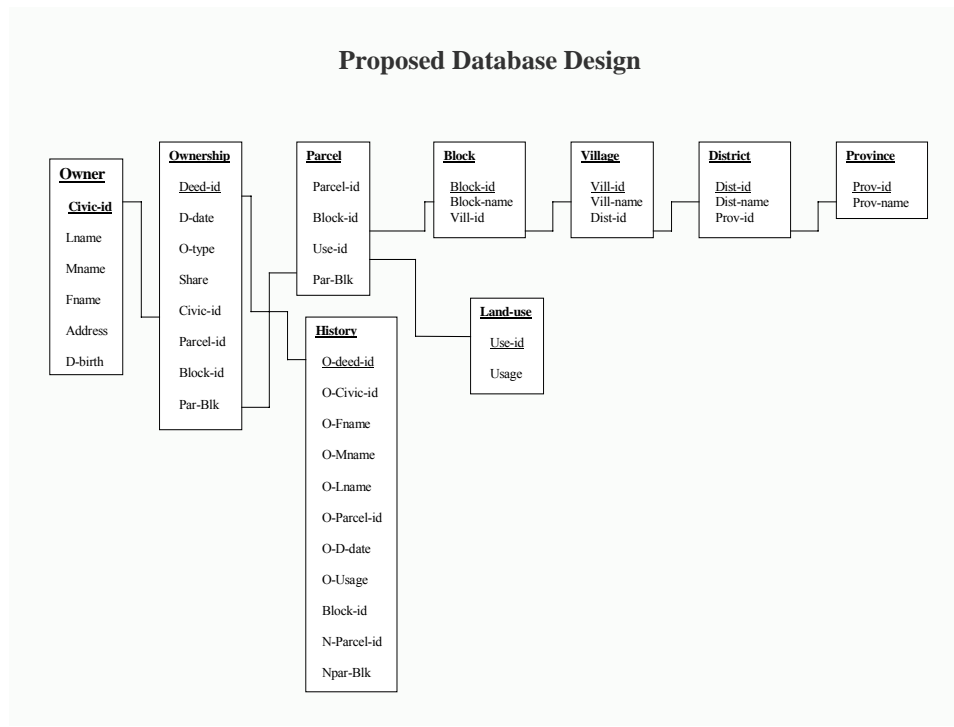 Proposed Database Design
Owner
Civic-id
Lname
Mname
Fname
Address
D-birth
Ownership
Deed-id
D-date
O-type
Share
Civic-id
Parcel-id
Block-id
Par-Blk
Parcel
Parcel-id
Block-id
Use-id
Par-Blk
History
O-deed-id
O-Civic-id
O-Fname
O-Mname
O-Lname
O-Parcel-id
O-D-date
O-Usage
Block-id
N-Parcel-id
Npar-Blk
Block
Block-id
Block-name
Vill-id
Land-use
Use-id
Usage
Village
Vill-id
Vill-name
Dist-id
District
Dist-id
Dist-name
Prov-id
Province
Prov-id
Prov-name